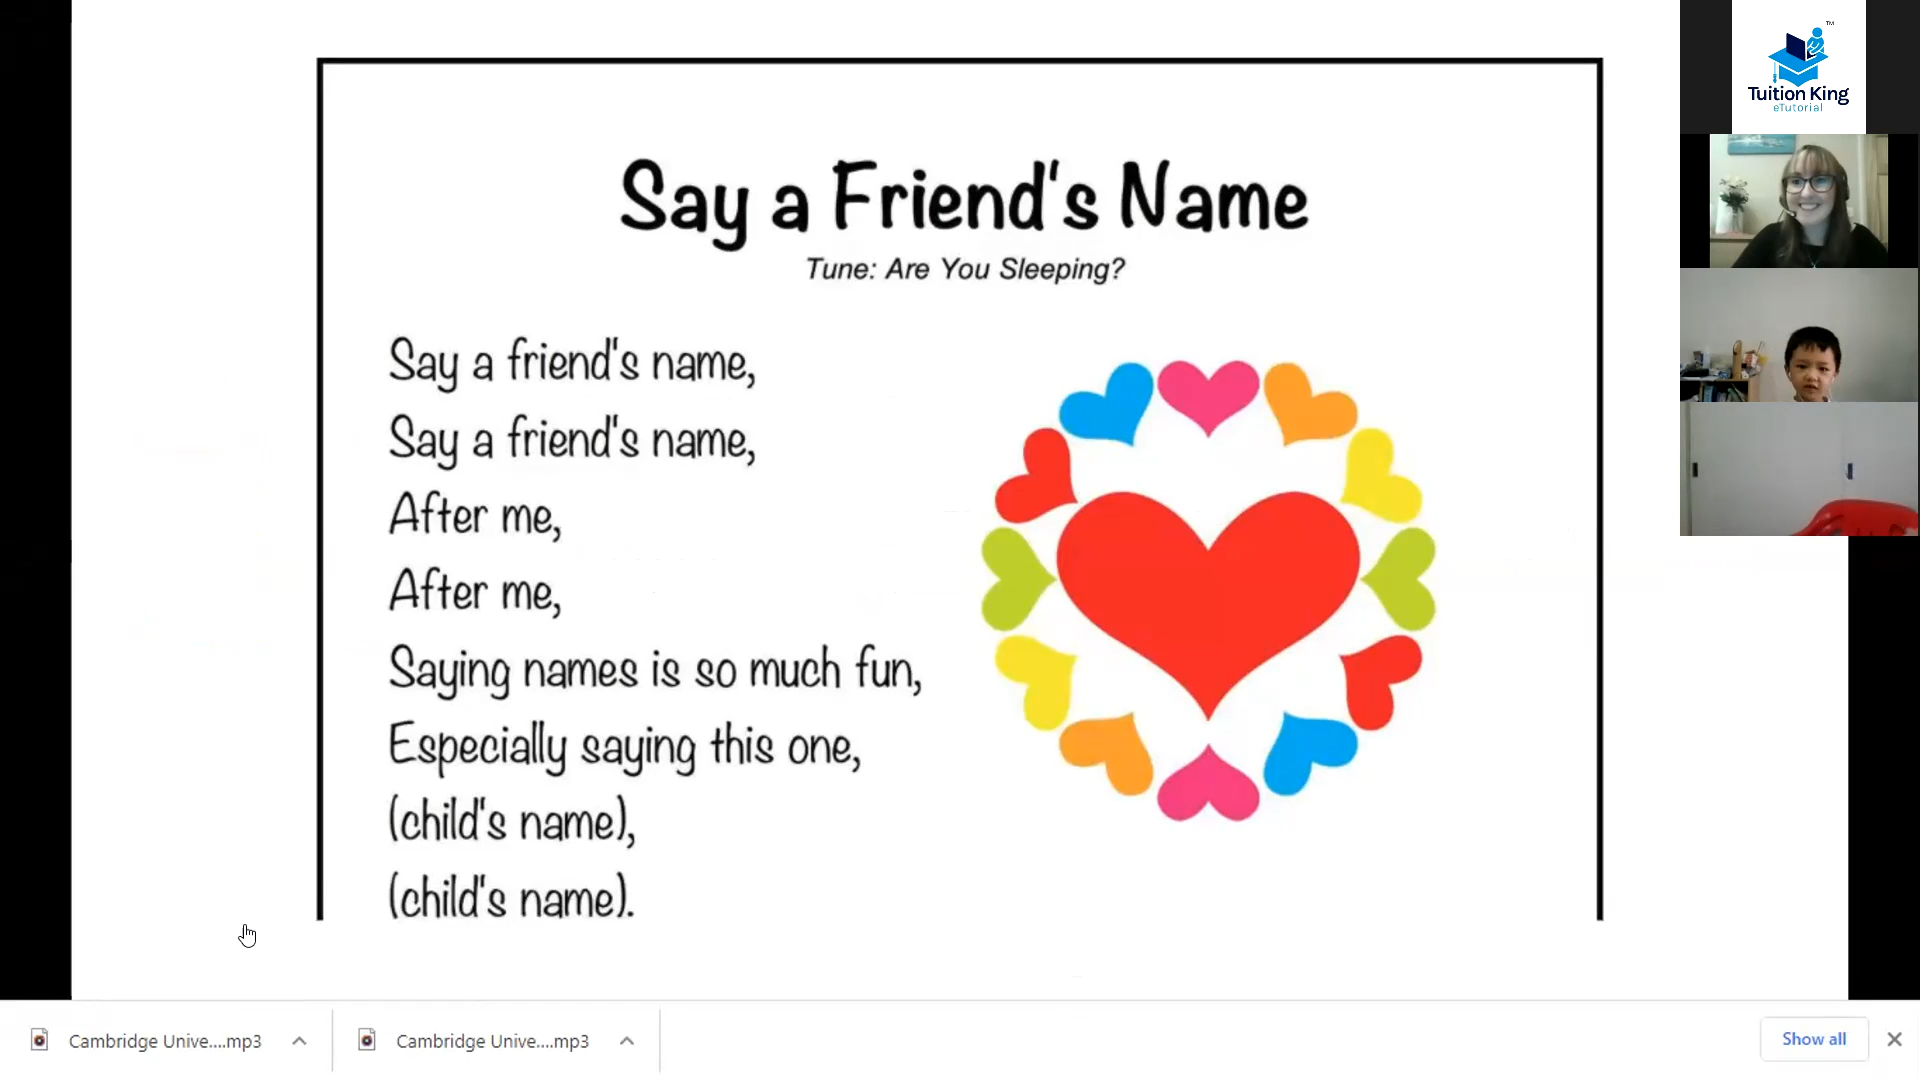 Say a Friend's Name
Tune: Are You Sleeping?
Say a friend's name,
Say a friend's name,
After me,
After me,
Saying names is so much fun,
Especially saying this one,
(child's name),
(child's name).
TM
Tuition King
eTutorial
Cambridge Unive....mp3
Cambridge Unive....mp3
Show all